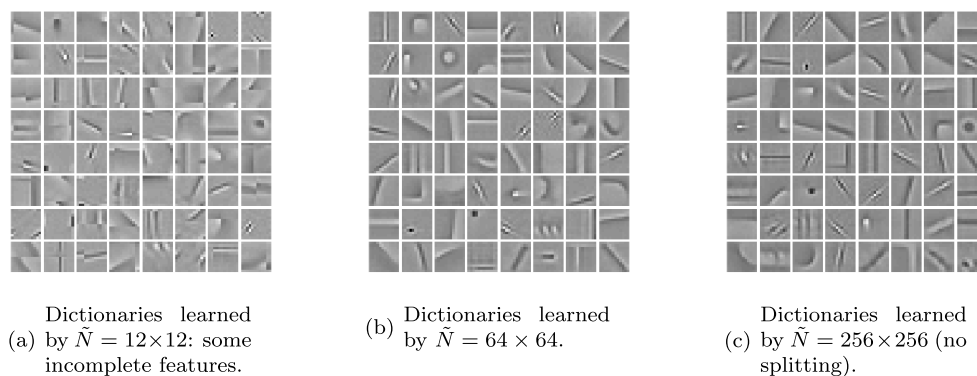 (a) Dictionaries learned
by Ñ = 12×12: some
incomplete features.
(b) Dictionaries learned
by Ñ = 64 × 64.
(c) Dictionaries learned
by Ñ = 256×256 (no
splitting).